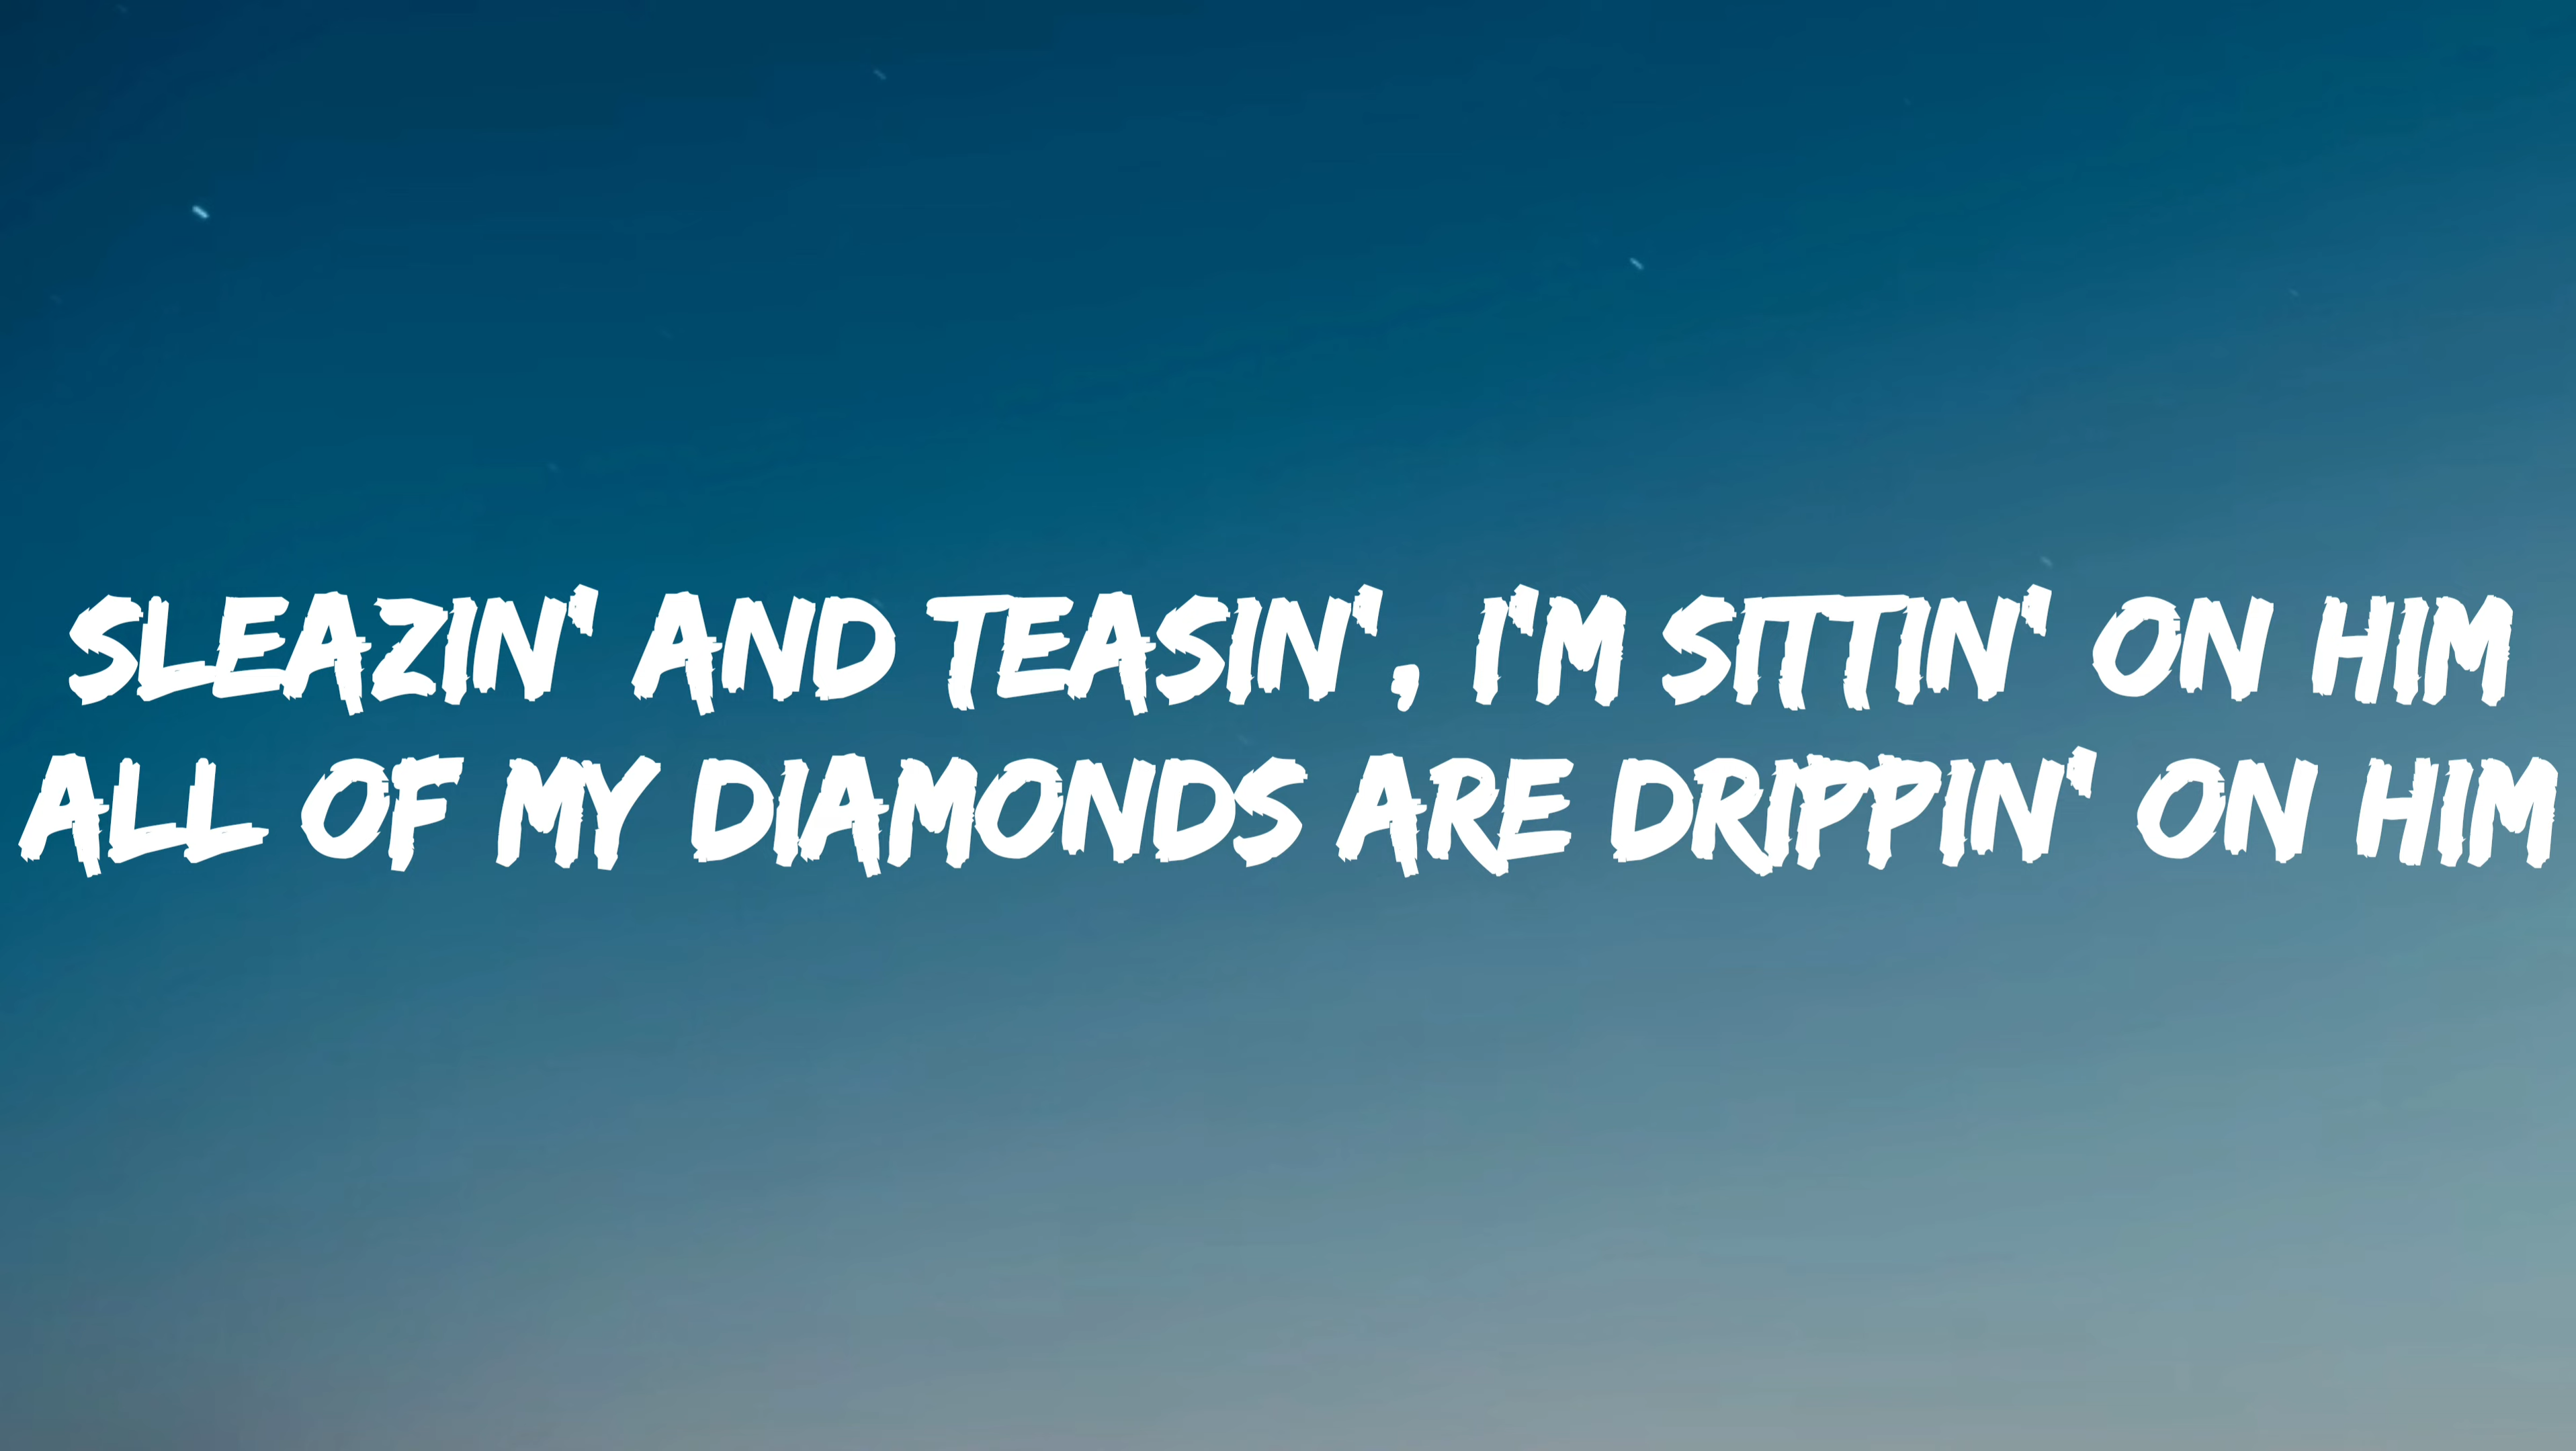 SLEAZIN' AND TEASIN', I'M SITTIN' ON HIM
ALL OF MY DIAMONDS ARE DRIPPIN' ON HIM